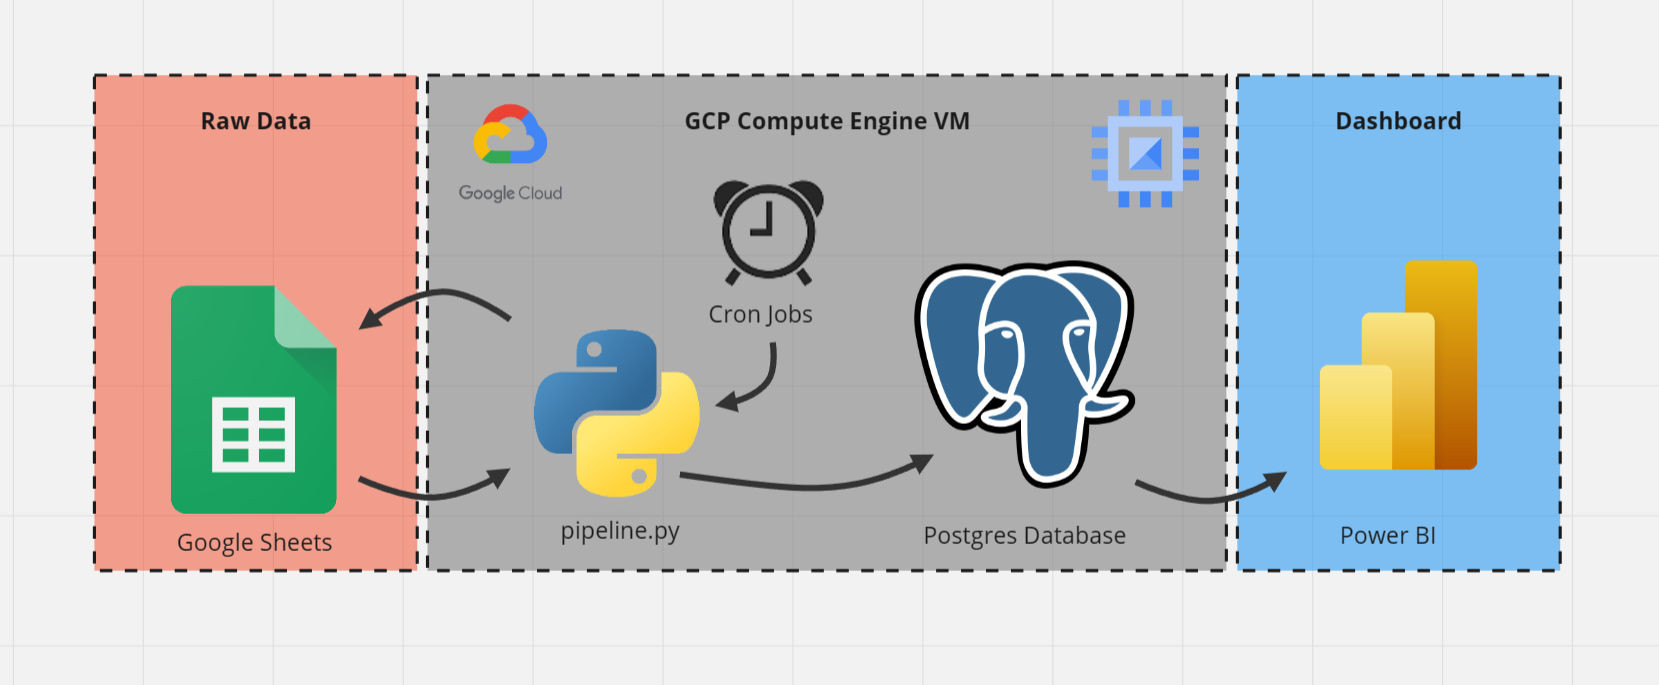 Raw Data
Google Sheets
GCP Compute Engine VM
Google Cloud
Cron Jobs
pipeline.py
Postgres Database
Dashboard
Power BI